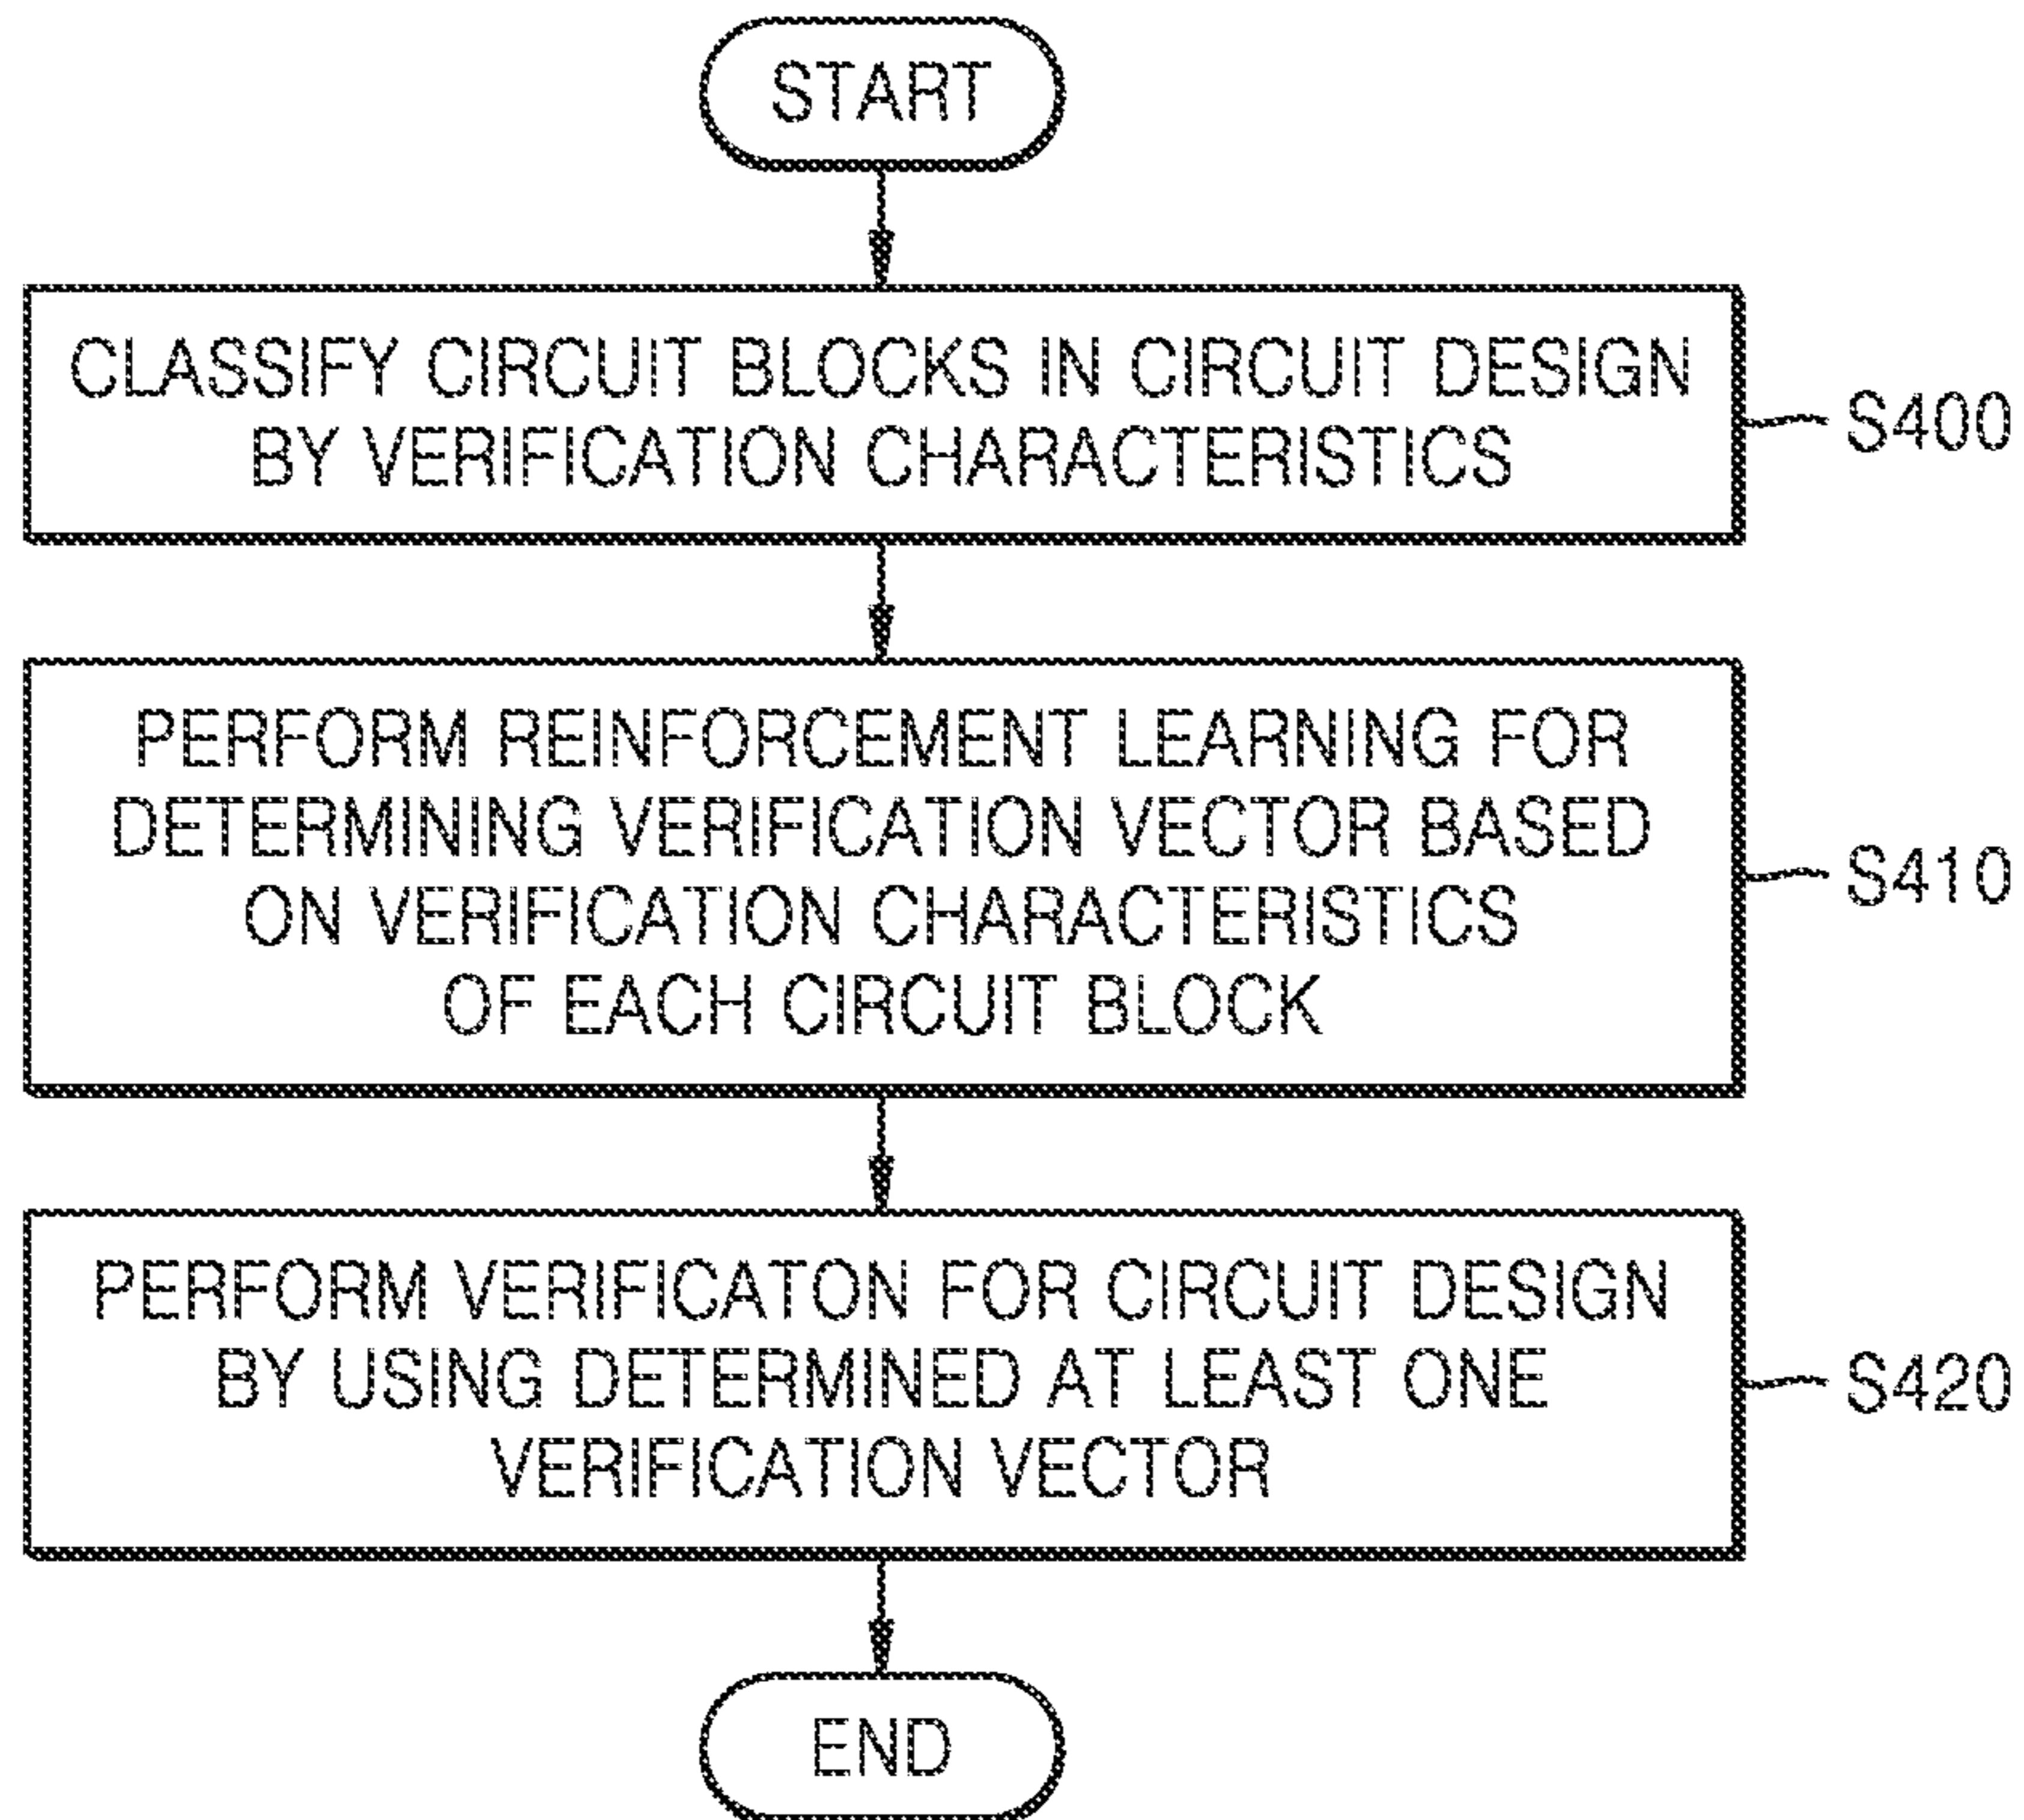 START
CLASSIFY CIRCUIT BLOCKS IN CIRCUIT DESIGN
BY VERIFICATION CHARACTERISTICS
S400
PERFORM REINFORCEMENT LEARNING FOR
DETERMINING VERIFICATION VECTOR BASED
ON VERIFICATION CHARACTERISTICS
OF EACH CIRCUIT BLOCK
S410
PERFORM VERIFICATON FOR CIRCUIT DESIGN
BY USING DETERMINED AT LEAST ONE
VERIFICATION VECTOR
S420
END